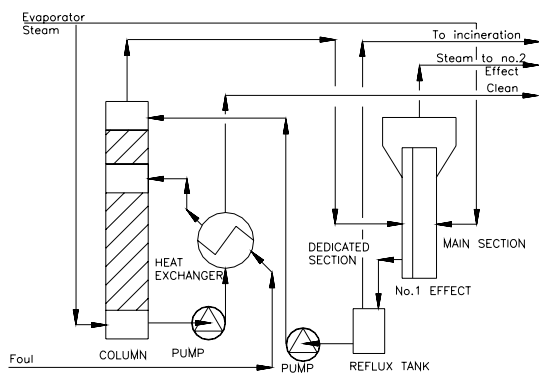 Evaporator
Steam
To incineration
Steam to no.2
Effect
Clean
DEDICATED
SECTION
MAIN SECTION
HEAT
EXCHANGER
No.1 EFFECT
Foul
COLUMN
PUMP
PUMP
REFLUX TANK